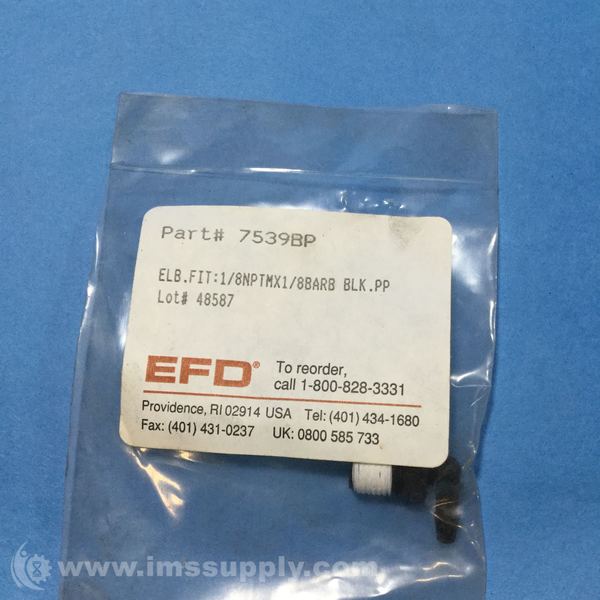 Part# 7539BP
ELB.FIT:1/8NPTMX1/8BARB BLK.PP
Lot# 48587
EFD®
To reorder,
call 1-800-828-3331
Providence, RI 02914 USA Tel: (401) 434-1680
Fax: (401) 431-0237 UK: 0800 585 733
www.imssupply.com